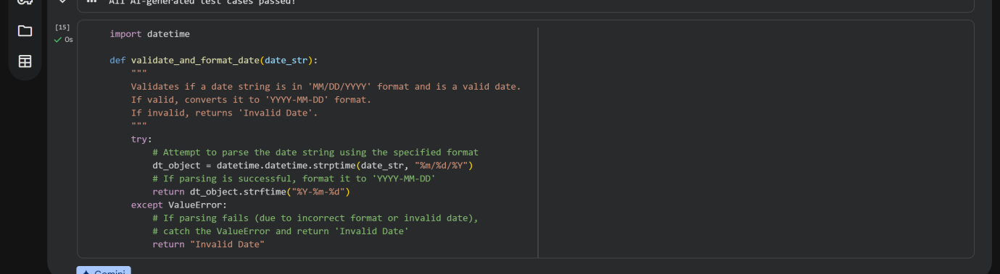 ... All AI-generated test cases passed!
[15]
0s
import datetime
def validate_and_format_date(date_str):
"""
Validates if a date string is in 'MM/DD/YYYY' format and is a valid date.
If valid, converts it to 'YYYY-MM-DD' format.
If invalid, returns 'Invalid Date'.
"""
try:
# Attempt to parse the date string using the specified format
dt_object = datetime.datetime.strptime(date_str, "%m/%d/%Y")
# If parsing is successful, format it to 'YYYY-MM-DD'
return dt_object.strftime("%Y-%m-%d")
except ValueError:
# If parsing fails (due to incorrect format or invalid date),
# catch the ValueError and return 'Invalid Date'
return "Invalid Date"
Gemini